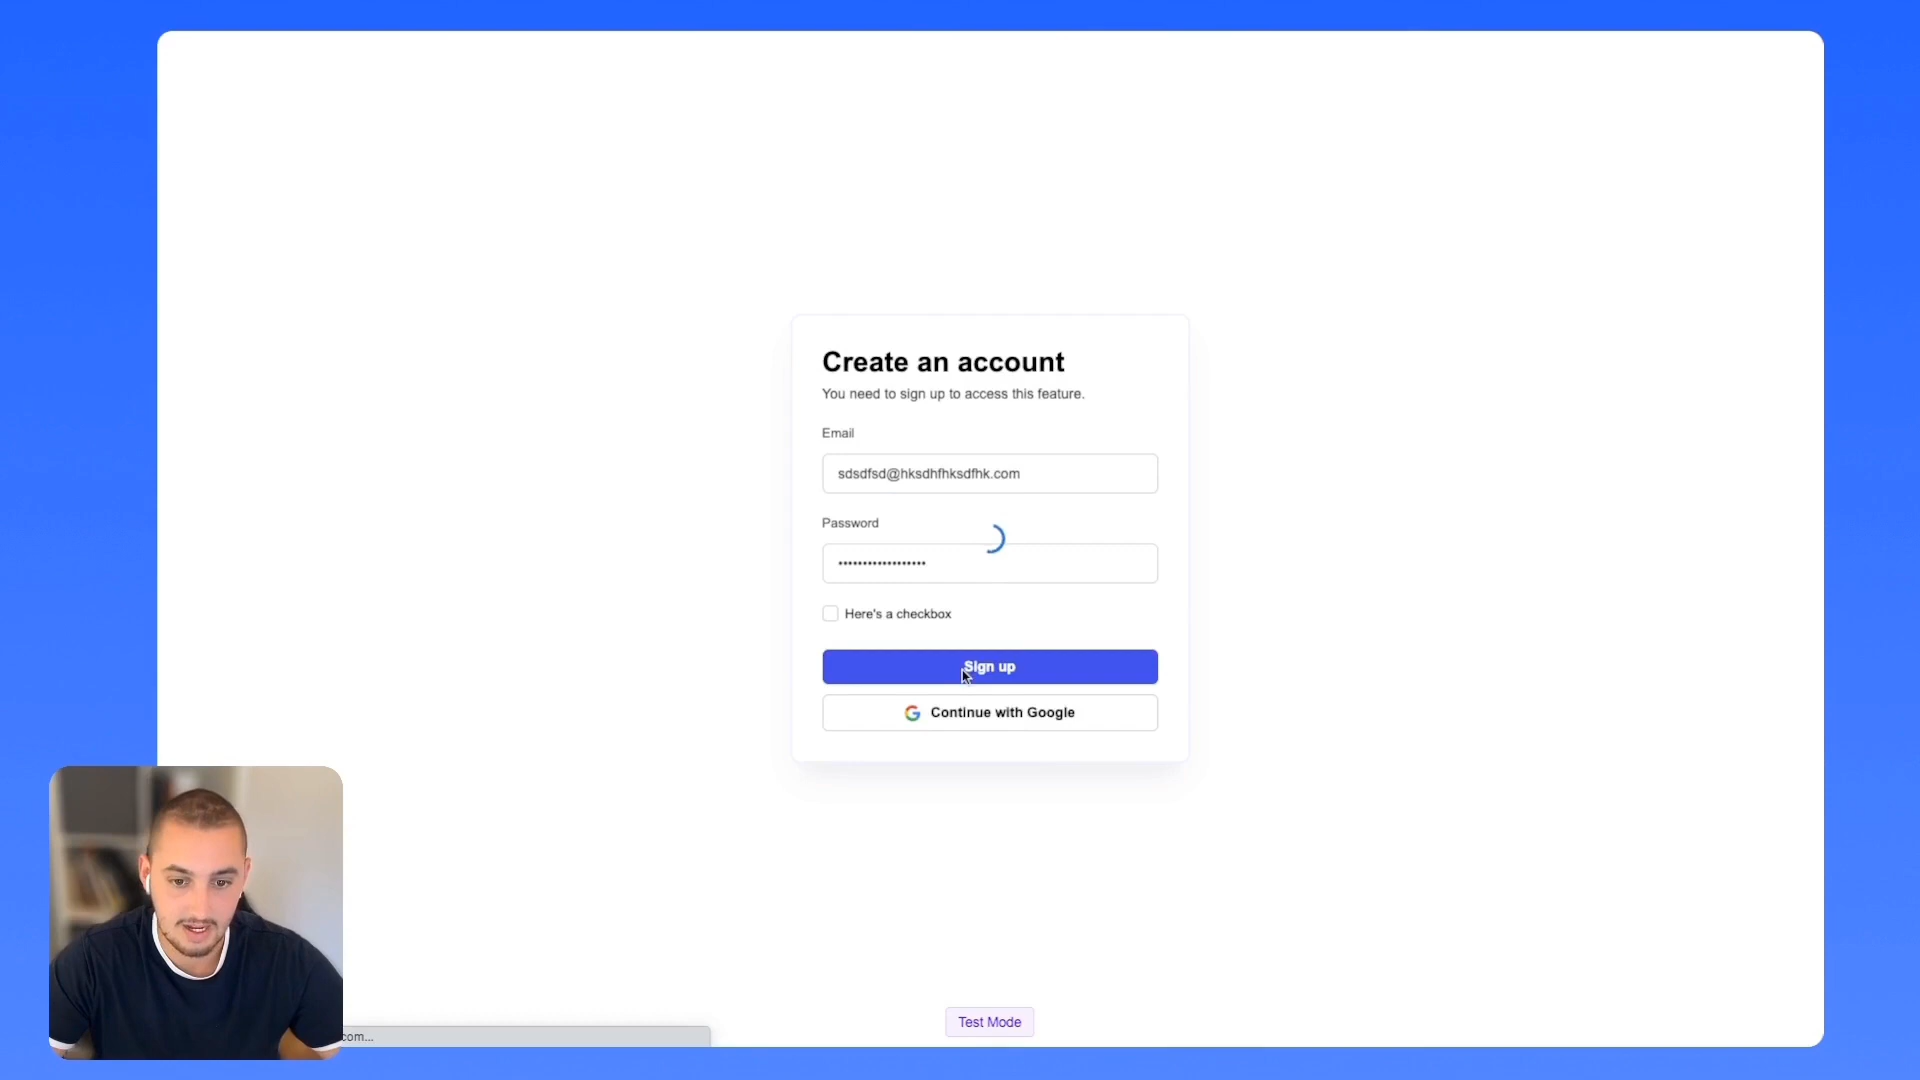 Create an account
You need to sign up to access this feature.
Email
sdsdfsd@hksdhfhksdfhk.com
Password
••••••••••••••••••
Here's a checkbox
Sign up
Continue with Google
Test Mode
com...